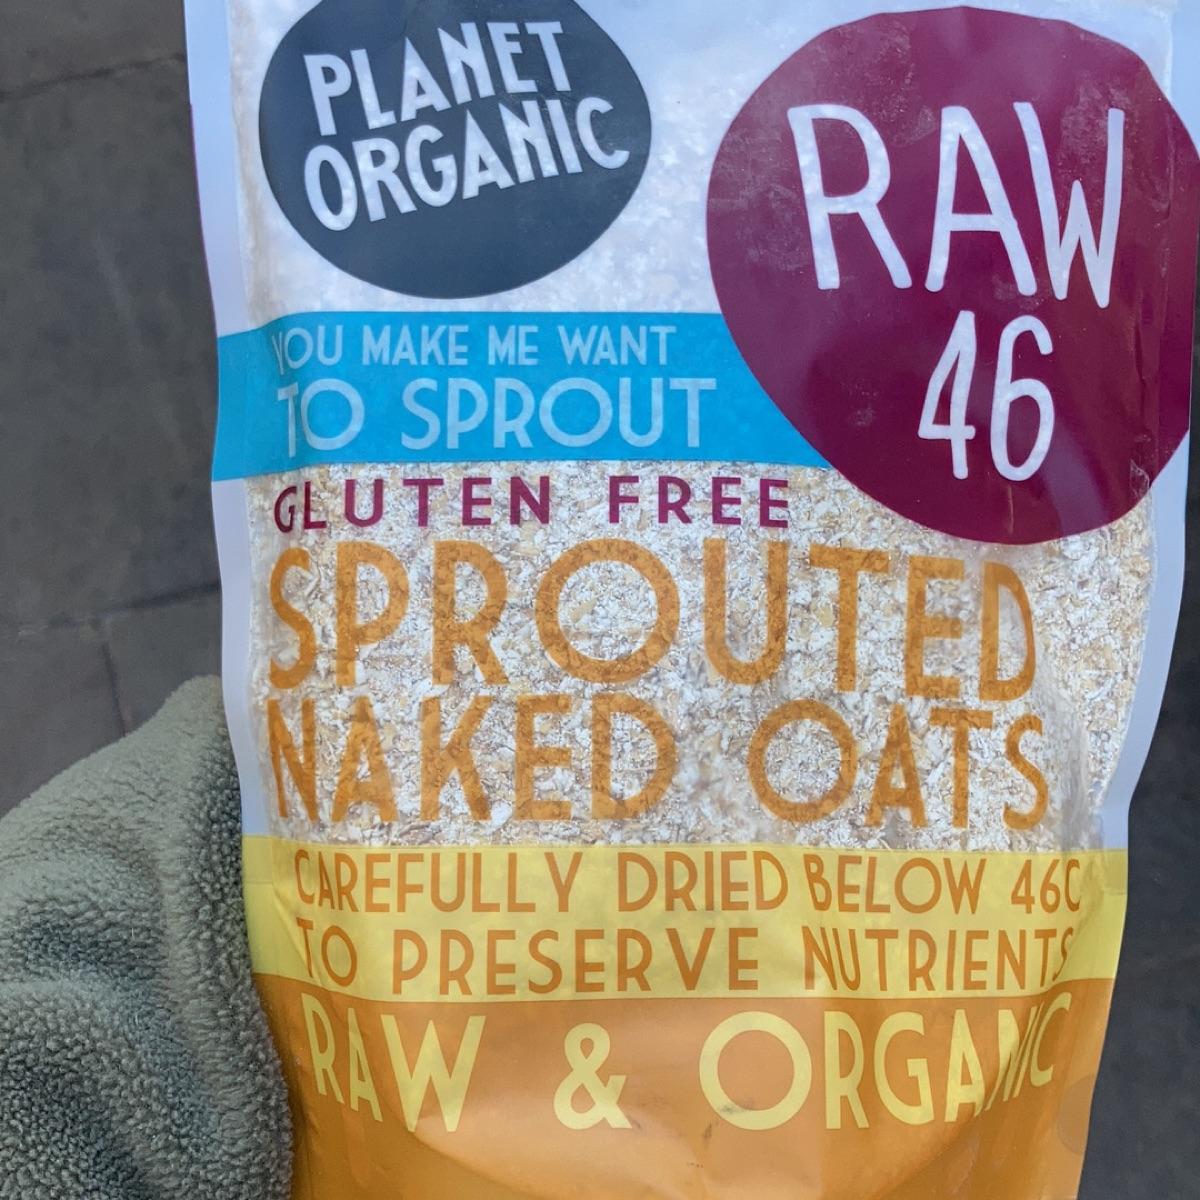 PLANET
ORGANIC
RAW
46
YOU MAKE ME WANT
TO SPROUT
GLUTEN FREE
SPROUTED
NAKED OATS
CAREFULLY DRIED BELOW 46C
TO PRESERVE NUTRIENTS
RAW & ORGANIC